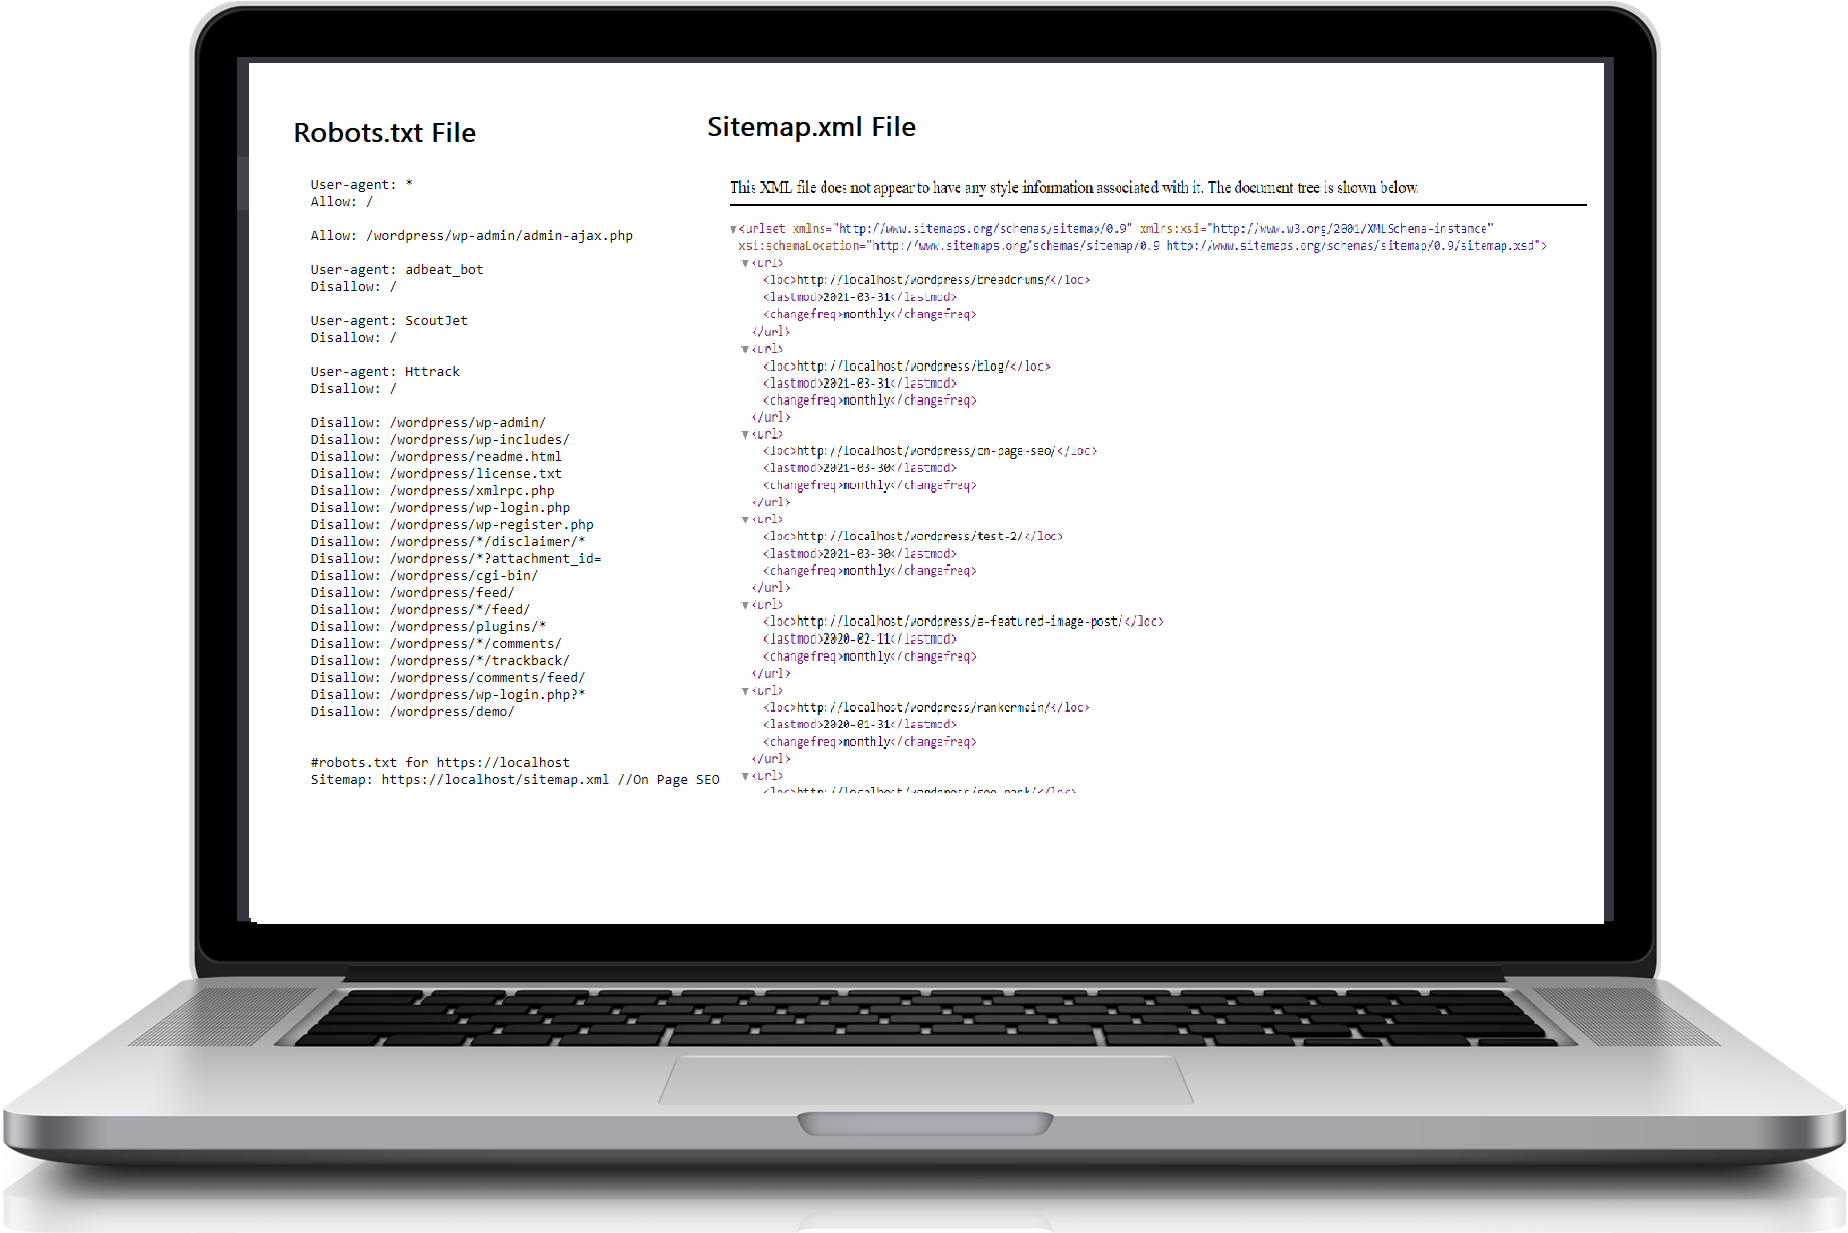 Robots.txt File
User-agent: *
Allow: /
Allow: /wordpress/wp-admin/admin-ajax.php
User-agent: adbeat_bot
Disallow: /
User-agent: ScoutJet
Disallow: /
User-agent: Httrack
Disallow: /
Disallow: /wordpress/wp-admin/
Disallow: /wordpress/wp-includes/
Disallow: /wordpress/readme.html
Disallow: /wordpress/license.txt
Disallow: /wordpress/xmlrpc.php
Disallow: /wordpress/wp-login.php
Disallow: /wordpress/wp-register.php
Disallow: /wordpress/*/disclaimer/*
Disallow: /wordpress/*?attachment_id=
Disallow: /wordpress/cgi-bin/
Disallow: /wordpress/feed/
Disallow: /wordpress/*/feed/
Disallow: /wordpress/plugins/*
Disallow: /wordpress/*/comments/
Disallow: /wordpress/*/trackback/
Disallow: /wordpress/comments/feed/
Disallow: /wordpress/wp-login.php?*
Disallow: /wordpress/demo/
#robots.txt for https://localhost
Sitemap: https://localhost/sitemap.xml //On Page SEO
Sitemap.xml File
This XML file does not appear to have any style information associated with it. The document tree is shown below.
<urlset xmlns="http://www.sitemaps.org/schemas/sitemap/0.9" xmlns:xsi="http://www.w3.org/2001/XMLSchema-instance"
xsi:schemaLocation="http://www.sitemaps.org/schemas/sitemap/0.9 http://www.sitemaps.org/schemas/sitemap/0.9/sitemap.xsd">
<url>
<loc>http://localhost/wordpress/breadcrums/</loc>
<lastmod>2021-03-31</lastmod>
<changefreq>monthly</changefreq>
</url>
<url>
<loc>http://localhost/wordpress/blog/</loc>
<lastmod>2021-03-31</lastmod>
<changefreq>monthly</changefreq>
</url>
<url>
<loc>http://localhost/wordpress/on-page-seo/</loc>
<lastmod>2021-03-30</lastmod>
<changefreq>monthly</changefreq>
</url>
<url>
<loc>http://localhost/wordpress/test-2/</loc>
<lastmod>2021-03-30</lastmod>
<changefreq>monthly</changefreq>
</url>
<url>
<loc>http://localhost/wordpress/a-featured-image-post/</loc>
<lastmod>2020-02-11</lastmod>
<changefreq>monthly</changefreq>
</url>
<url>
<loc>http://localhost/wordpress/rankermain/</loc>
<lastmod>2020-01-31</lastmod>
<changefreq>monthly</changefreq>
</url>
<url>
<loc>http://localhost/wordpress/seo-rank/</loc>